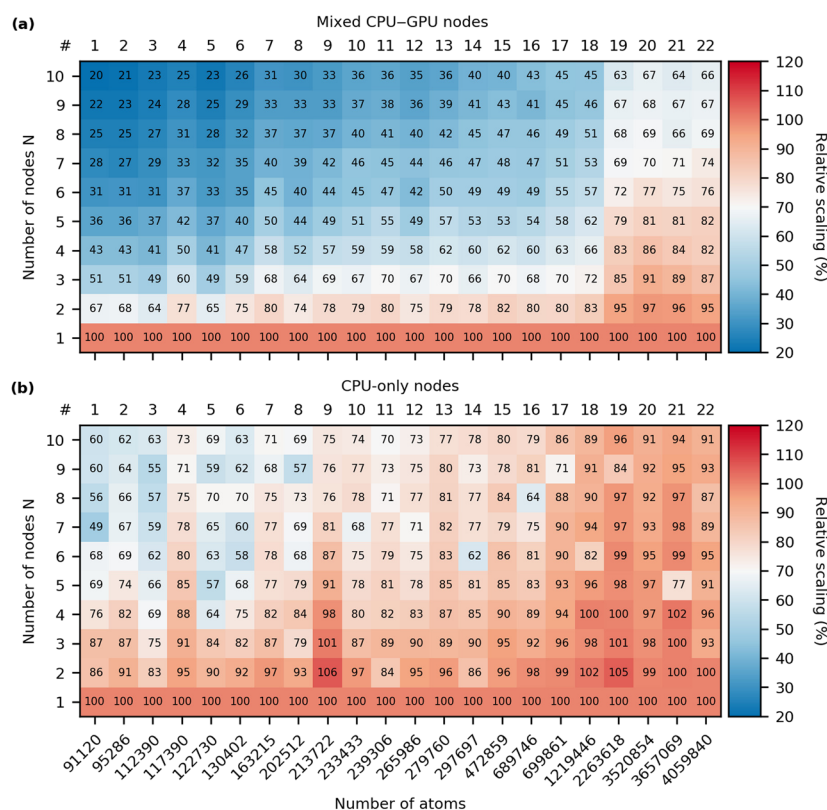 (a) Mixed CPU–GPU nodes
# 1 2 3 4 5 6 7 8 9 10 11 12 13 14 15 16 17 18 19 20 21 22
10 20 21 23 25 23 26 31 30 33 36 36 33 36 40 40 43 45 45 63 67 64 66
9 22 23 24 28 25 29 33 33 33 37 38 36 39 41 43 41 45 46 67 68 67 67
8 25 25 27 31 28 32 37 37 37 40 41 40 42 45 47 46 49 51 68 69 66 69
7 28 27 29 33 32 35 40 39 42 46 45 44 46 47 48 47 51 53 69 70 71 74
6 31 31 31 37 33 35 45 40 44 45 47 42 50 49 49 49 55 57 72 77 75 76
5 36 36 37 42 37 40 50 44 49 51 55 49 57 53 53 54 58 62 79 81 81 82
4 43 43 41 50 41 47 58 52 57 59 59 58 62 60 62 60 63 66 83 86 84 82
3 51 51 49 60 49 59 68 64 69 67 70 67 70 66 70 68 70 72 85 91 89 87
2 67 68 64 77 65 75 80 74 78 79 80 75 79 78 82 80 80 83 95 97 96 95
1 100 100 100 100 100 100 100 100 100 100 100 100 100 100 100 100 100 100 100 100 100 100
Number of nodes N
120
110
100
90
80
70
60
50
40
30
20
Relative scaling (%)
(b) CPU-only nodes
# 1 2 3 4 5 6 7 8 9 10 11 12 13 14 15 16 17 18 19 20 21 22
10 60 62 63 73 69 63 71 69 75 74 70 73 77 78 80 79 86 89 96 91 94 91
9 60 64 55 71 59 62 68 57 76 77 73 75 80 73 78 81 71 91 84 92 95 93
8 56 66 57 75 70 70 75 73 76 78 71 77 81 77 84 64 88 90 97 92 97 87
7 49 67 59 78 65 60 77 69 81 68 77 71 82 77 79 75 90 94 97 93 98 89
6 68 69 62 80 63 58 78 68 87 75 79 75 83 62 86 81 90 82 99 95 99 95
5 69 74 66 85 57 68 77 79 91 78 81 78 85 81 85 83 93 96 98 97 77 91
4 76 82 69 88 64 75 82 84 98 80 82 83 87 85 90 89 94 100 100 97 102 96
3 87 87 75 91 84 82 87 79 101 87 89 90 89 90 95 92 96 98 101 98 100 93
2 86 91 83 95 90 92 97 93 106 97 84 95 96 86 96 98 99 102 105 99 100 100
1 100 100 100 100 100 100 100 100 100 100 100 100 100 100 100 100 100 100 100 100 100 100
Number of nodes N
120
110
100
90
80
70
60
50
40
30
20
Relative scaling (%)
91120 95286 112390 117390 122730 130402 163215 202512 213722 233433 239306 265986 279760 297697 472859 689746 699861 1219446 2263618 3520854 3657069 4059840
Number of atoms